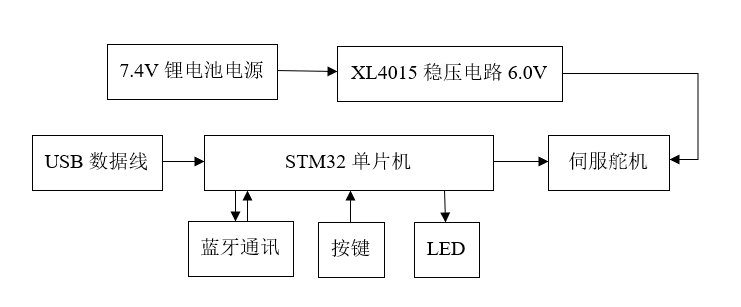 7.4V 锂电池电源
XL4015 稳压电路 6.0V
USB 数据线
STM32 单片机
伺服舵机
蓝牙通讯
按键
LED